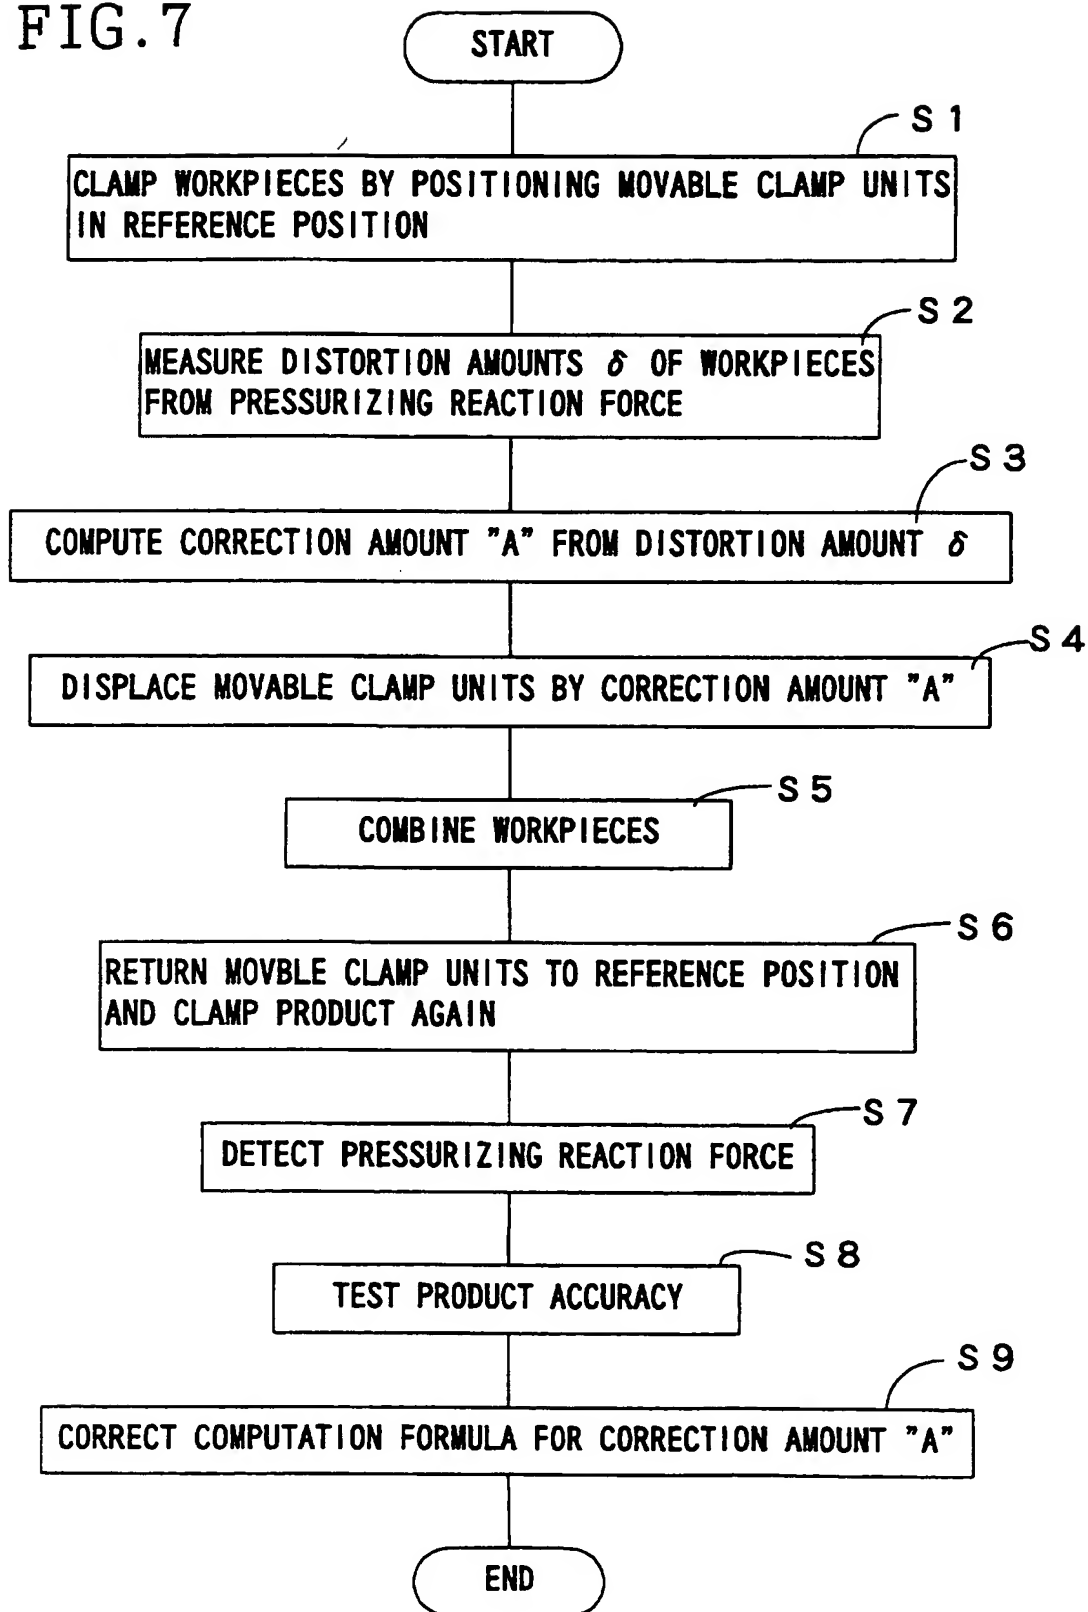 FIG.7
START
S1
CLAMP WORKPIECES BY POSITIONING MOVABLE CLAMP UNITS
IN REFERENCE POSITION
S2
MEASURE DISTORTION AMOUNTS δ OF WORKPIECES
FROM PRESSURIZING REACTION FORCE
S3
COMPUTE CORRECTION AMOUNT "A" FROM DISTORTION AMOUNT δ
S4
DISPLACE MOVABLE CLAMP UNITS BY CORRECTION AMOUNT "A"
S5
COMBINE WORKPIECES
S6
RETURN MOVBLE CLAMP UNITS TO REFERENCE POSITION
AND CLAMP PRODUCT AGAIN
S7
DETECT PRESSURIZING REACTION FORCE
S8
TEST PRODUCT ACCURACY
S9
CORRECT COMPUTATION FORMULA FOR CORRECTION AMOUNT "A"
END